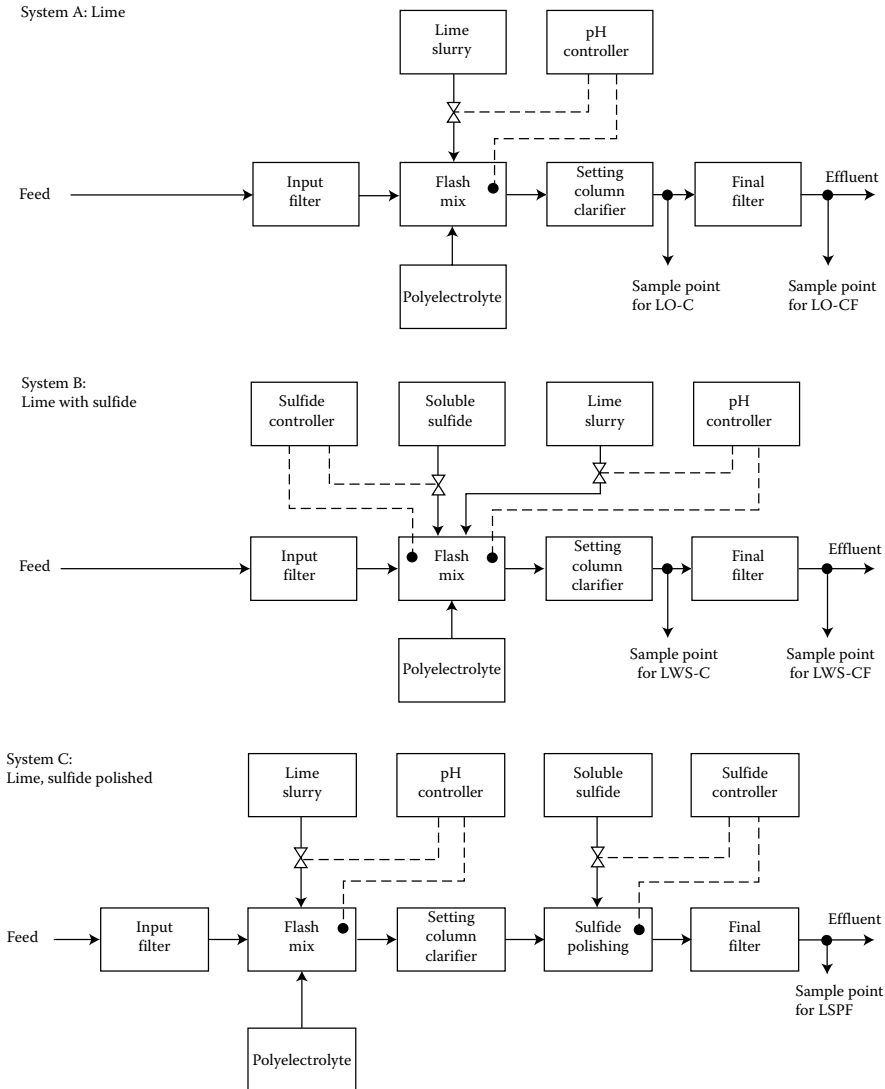 System A: Lime
Lime
slurry
pH
controller
Feed
Input
filter
Flash
mix
Setting
column
clarifier
Final
filter
Effluent
Polyelectrolyte
Sample point
for LO-C
Sample point
for LO-CF
System B:
Lime with sulfide
Sulfide
controller
Soluble
sulfide
Lime
slurry
pH
controller
Feed
Input
filter
Flash
mix
Setting
column
clarifier
Final
filter
Effluent
Polyelectrolyte
Sample point
for LWS-C
Sample point
for LWS-CF
System C:
Lime, sulfide polished
Lime
slurry
pH
controller
Soluble
sulfide
Sulfide
controller
Feed
Input
filter
Flash
mix
Setting
column
clarifier
Sulfide
polishing
Final
filter
Effluent
Sample point
for LSPF
Polyelectrolyte